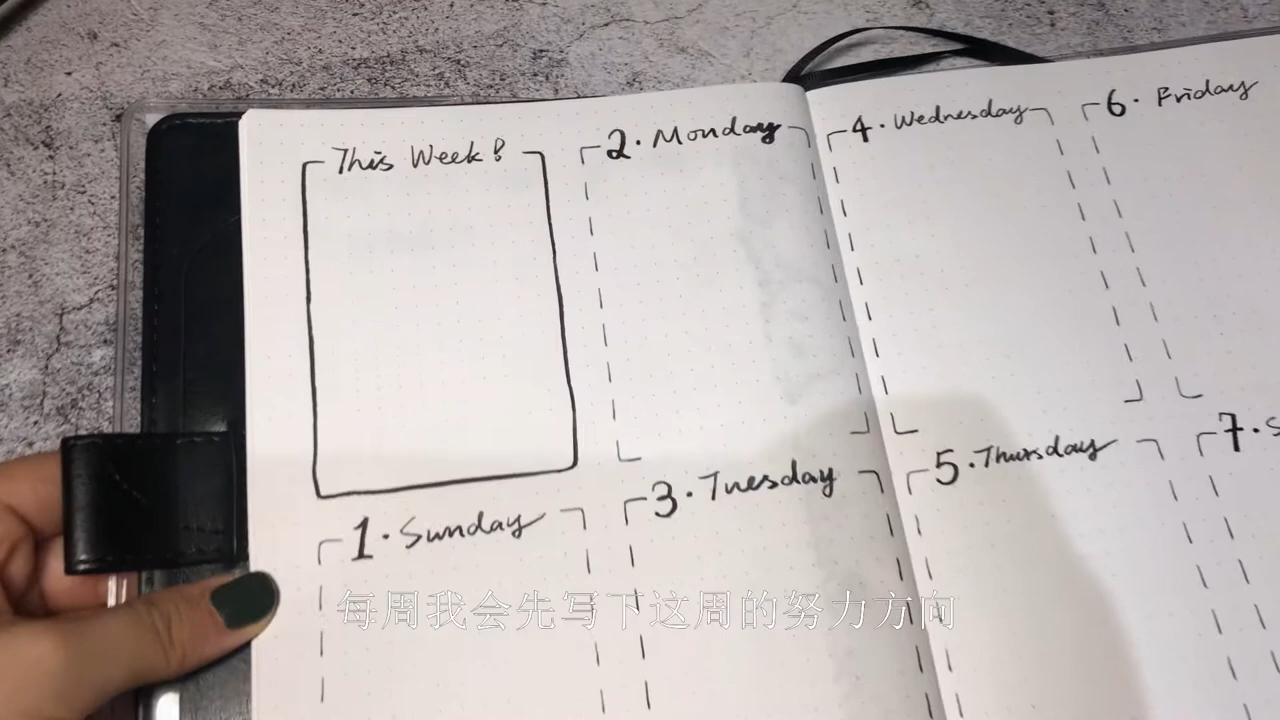 This Week!
1. Sunday
2. Monday
3. Tuesday
4. Wednesday
5. Thursday
6. Friday
7. S
每周我会先写下这周的努力方向